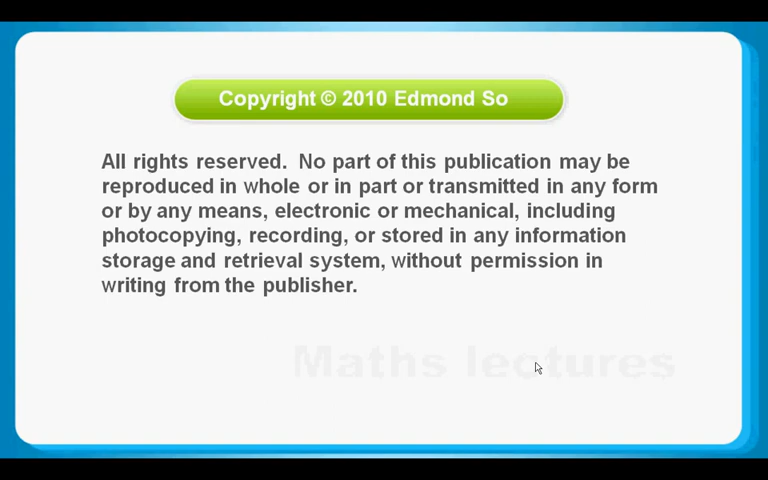 Copyright © 2010 Edmond So
All rights reserved.  No part of this publication may be
reproduced in whole or in part or transmitted in any form
or by any means, electronic or mechanical, including
photocopying, recording, or stored in any information
storage and retrieval system, without permission in
writing from the publisher.
Maths lectures